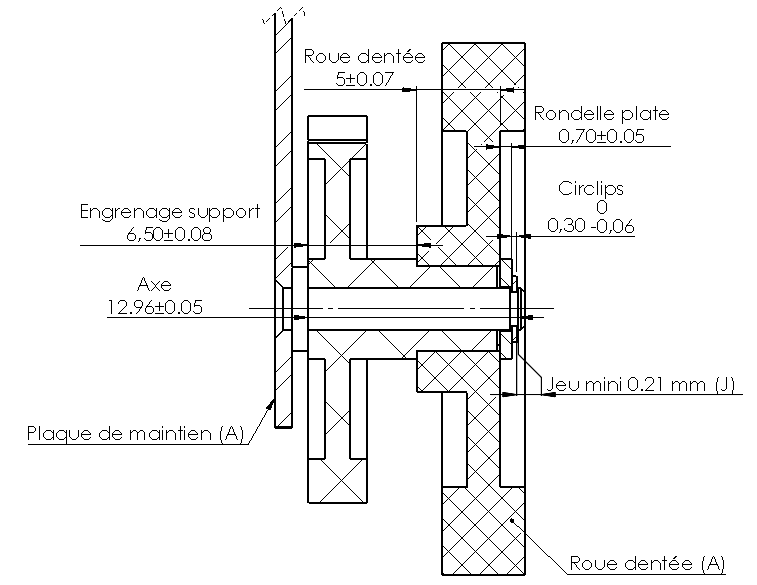 Roue dentée
5±0.07
Rondelle plate
0,70±0.05
Circlips
0
0,30 -0,06
Engrenage support
6,50±0.08
Axe
12.96±0.05
Jeu mini 0.21 mm (J)
Plaque de maintien (A)
Roue dentée (A)